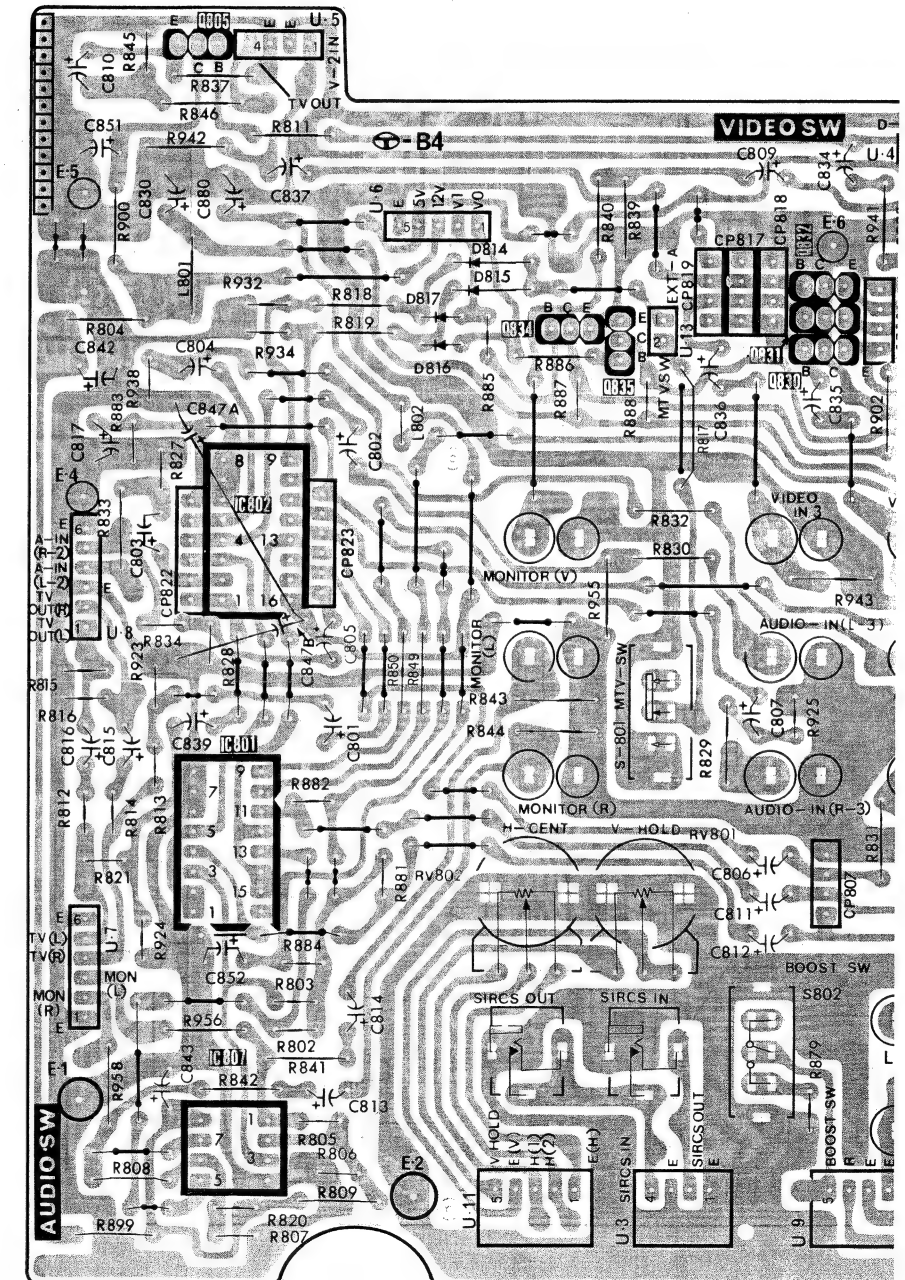 Q805
U·5
E
E
E
4
1
C B
V-2IN
R845
C810
R837
TV OUT
R846
C851
R942
R811
-B4
VIDEO SW
D-
U·4
C809
C834
E-5
C830
C880
C837
U·6
E
5V
12V
V1
V0
5
1
R900
R840
R839
CP818
CP817
E-6
R941
D814
D815
EXT-A
CP819
B C E
L801
R932
R818
R819
D817
D816
Q834
B C E
E
C
B
Q835
U·13
Q831
Q830
B C E
R804
C842
C804
R934
R938
R883
C847A
R885
R886
R887
R888
MTV/SW
C836
C835
R902
C817
R827
C802
L802
R817
E-4
8 9
IC802
4 13
1 16
CP822
CP823
R833
C803
E
6
A-IN
(R-2)
A-IN
(L-2)
TV
OUT(R)
TV
OUT(L)
E
1
U·8
VIDEO
IN 3
R832
R830
MONITOR (V)
R955
R943
AUDIO-IN(L-3)
R834
R923
R828
C847B
C805
R850
R849
MONITOR
(L)
R815
R816
R843
R844
S-801 MTV-SW
R829
C807
R925
C816
C815
C839
C801
IC801
9
7
11
5
13
3
15
1
R882
R812
R814
R813
MONITOR (R)
AUDIO-IN(R-3)
H-CENT
V-HOLD
RV801
R831
R821
R881
RV802
C806
C811
C812
CP807
E
6
TV(L)
TV(R)
MON
(L)
MON
(R)
1
E
U·7
R924
R884
C852
R803
BOOST SW
S802
SIRCS OUT
SIRCS IN
C814
R956
R802
R841
IC807
C843
R842
C813
R879
E-1
R958
1
7
3
5
R805
R806
R808
R809
E-2
AUDIO SW
R899
R820
R807
U·11
V-HOLD
E(V)
H(1)
H(2)
E(H)
5
1
U·3
SIRCS IN
E
SIRCS OUT
E
4
1
U·9
BOOST SW
R
E
E
5